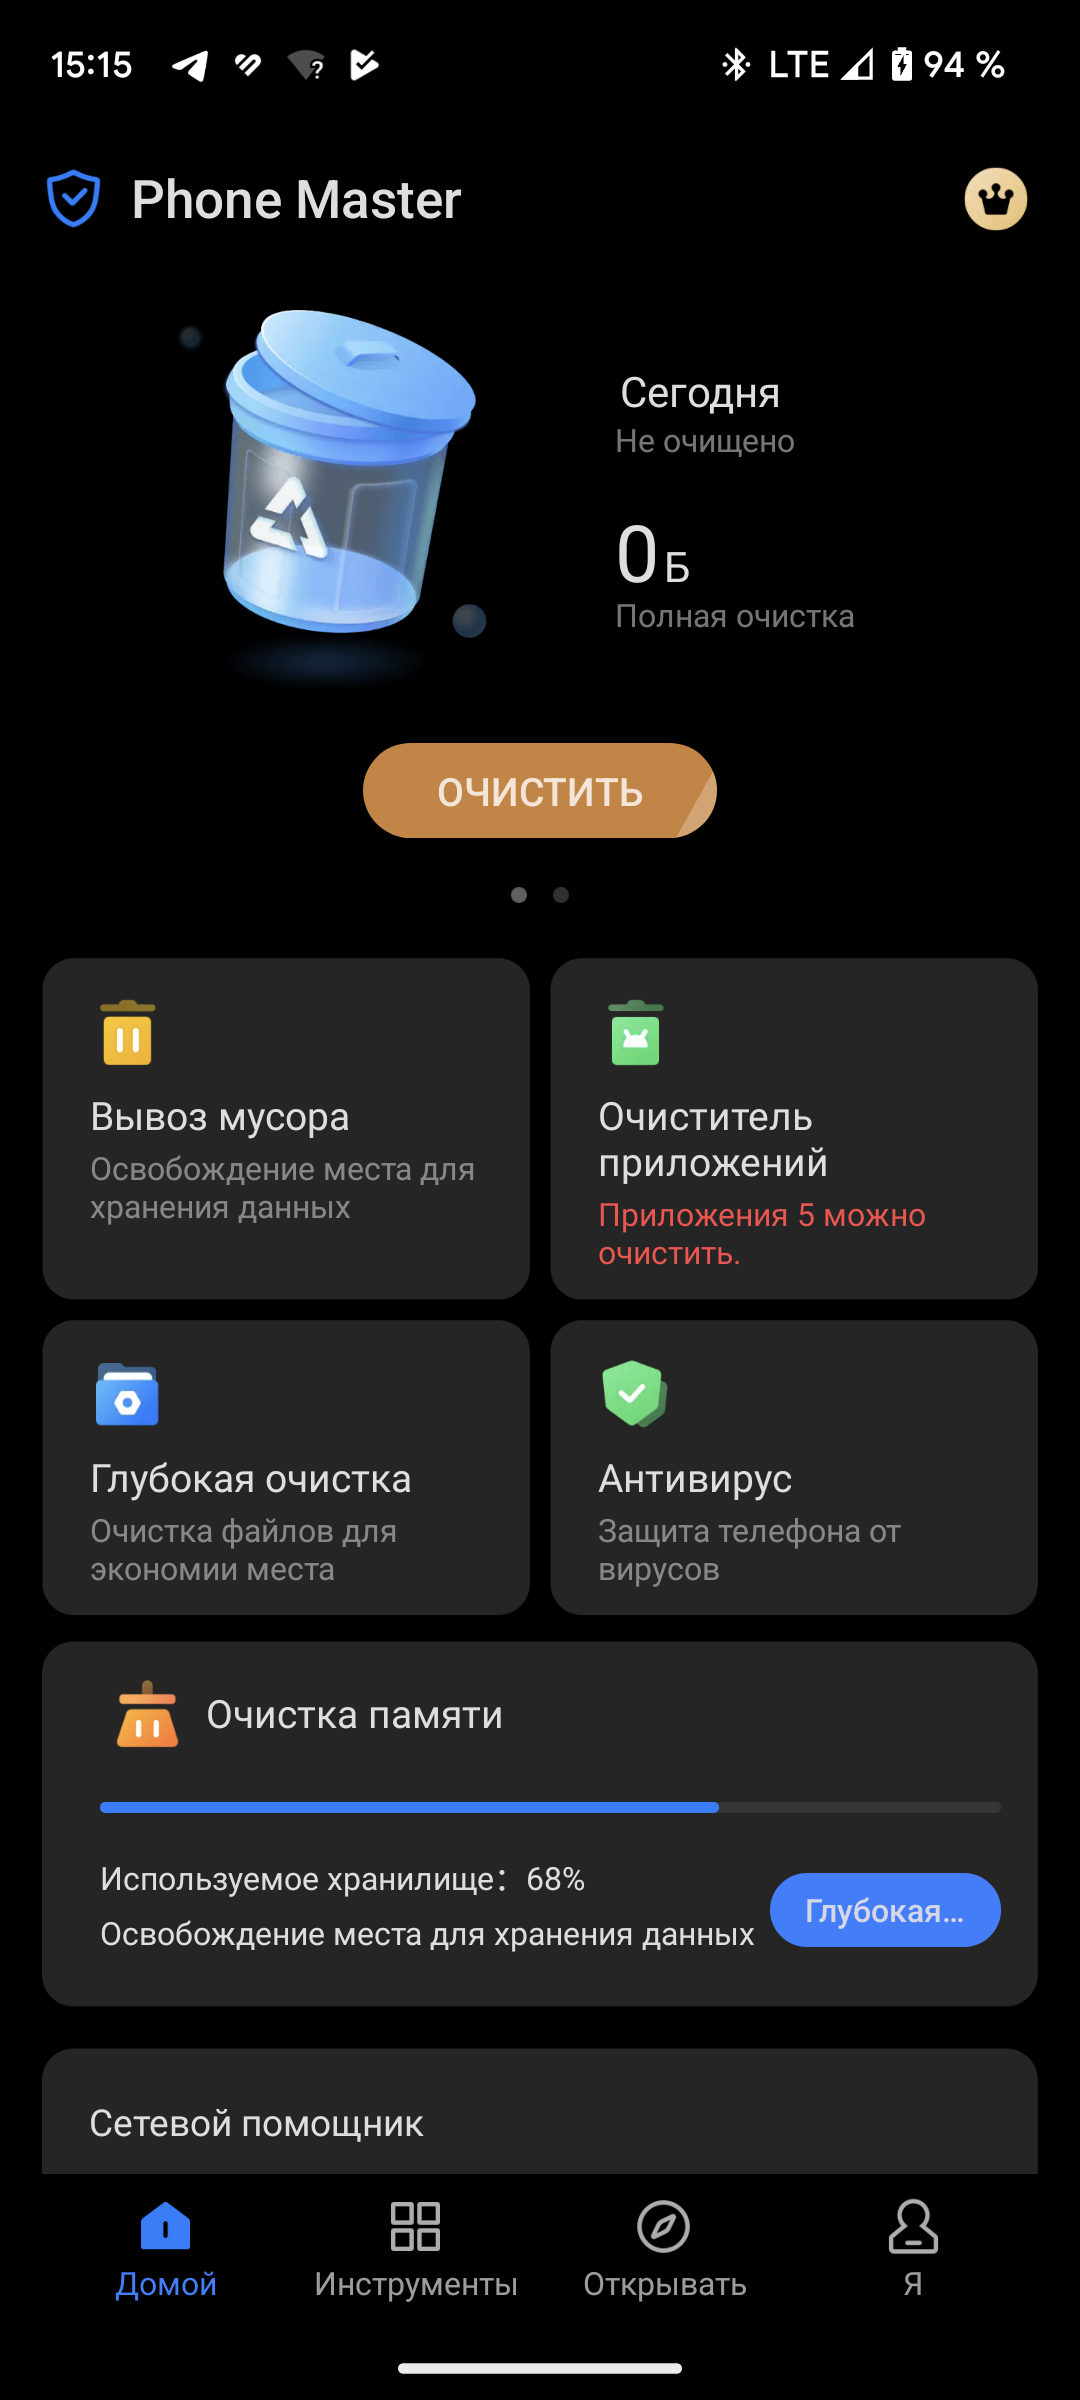 15:15
LTE
94 %
Phone Master
Сегодня
Не очищено
0 Б
Полная очистка
ОЧИСТИТЬ
Вывоз мусора
Освобождение места для
хранения данных
Очиститель
приложений
Приложения 5 можно
очистить.
Глубокая очистка
Очистка файлов для
экономии места
Антивирус
Защита телефона от
вирусов
Очистка памяти
Используемое хранилище： 68%
Освобождение места для хранения данных
Глубокая...
Сетевой помощник
Домой
Инструменты
Открывать
Я